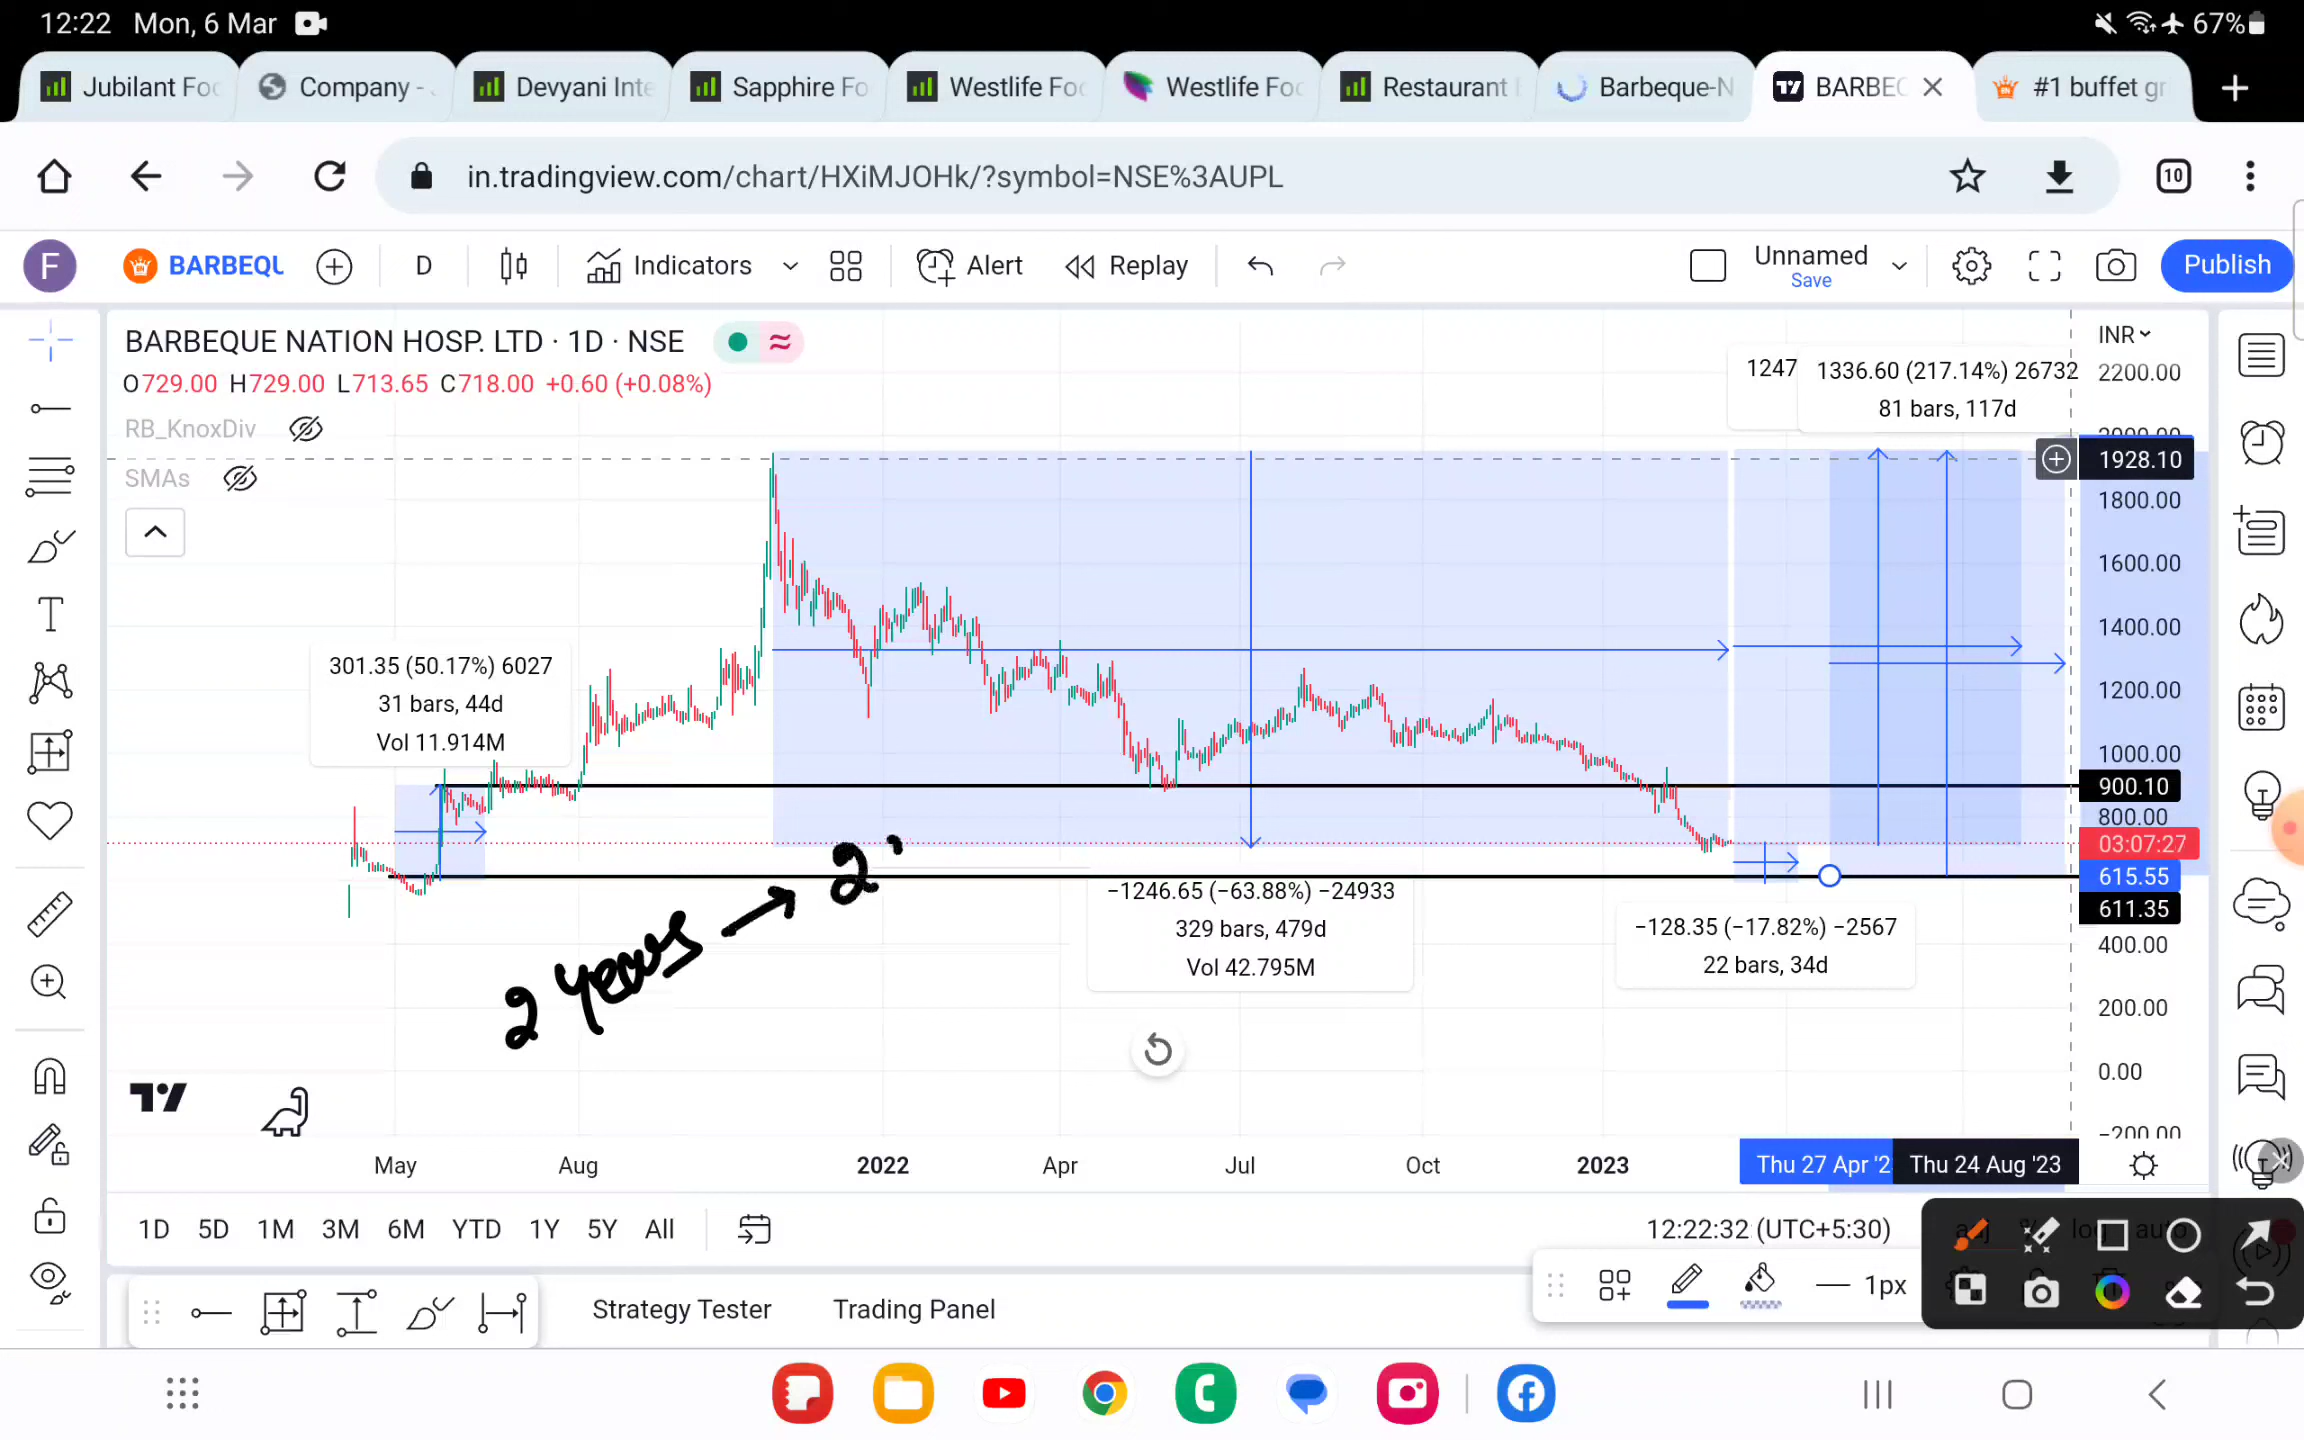 12:22 Mon, 6 Mar 67%
Jubilant Foo
Company - J
Devyani Inte
Sapphire Fo
Westlife Foo
Westlife Foo
Restaurant
Barbeque-N
BARBEC
#1 buffet gr
in.tradingview.com/chart/HXiMJOHk/?symbol=NSE%3AUPL
10
F BARBEQU D Indicators Alert Replay Unnamed
Save
Publish
BARBEQUE NATION HOSP. LTD · 1D · NSE
O729.00 H729.00 L713.65 C718.00 +0.60 (+0.08%)
RB_KnoxDiv
SMAs
INR
2200.00
2000.00
1928.10
1800.00
1600.00
1400.00
1200.00
1000.00
900.10
800.00
03:07:27
615.55
611.35
400.00
200.00
0.00
−200.00
1247
1336.60 (217.14%) 26732
81 bars, 117d
301.35 (50.17%) 6027
31 bars, 44d
Vol 11.914M
−1246.65 (−63.88%) −24933
329 bars, 479d
Vol 42.795M
−128.35 (−17.82%) −2567
22 bars, 34d
2 years → 2
May Aug 2022 Apr Jul Oct 2023 Thu 27 Apr '2 Thu 24 Aug '23
1D 5D 1M 3M 6M YTD 1Y 5Y All
12:22:32 (UTC+5:30) % log auto
Strategy Tester Trading Panel
1px